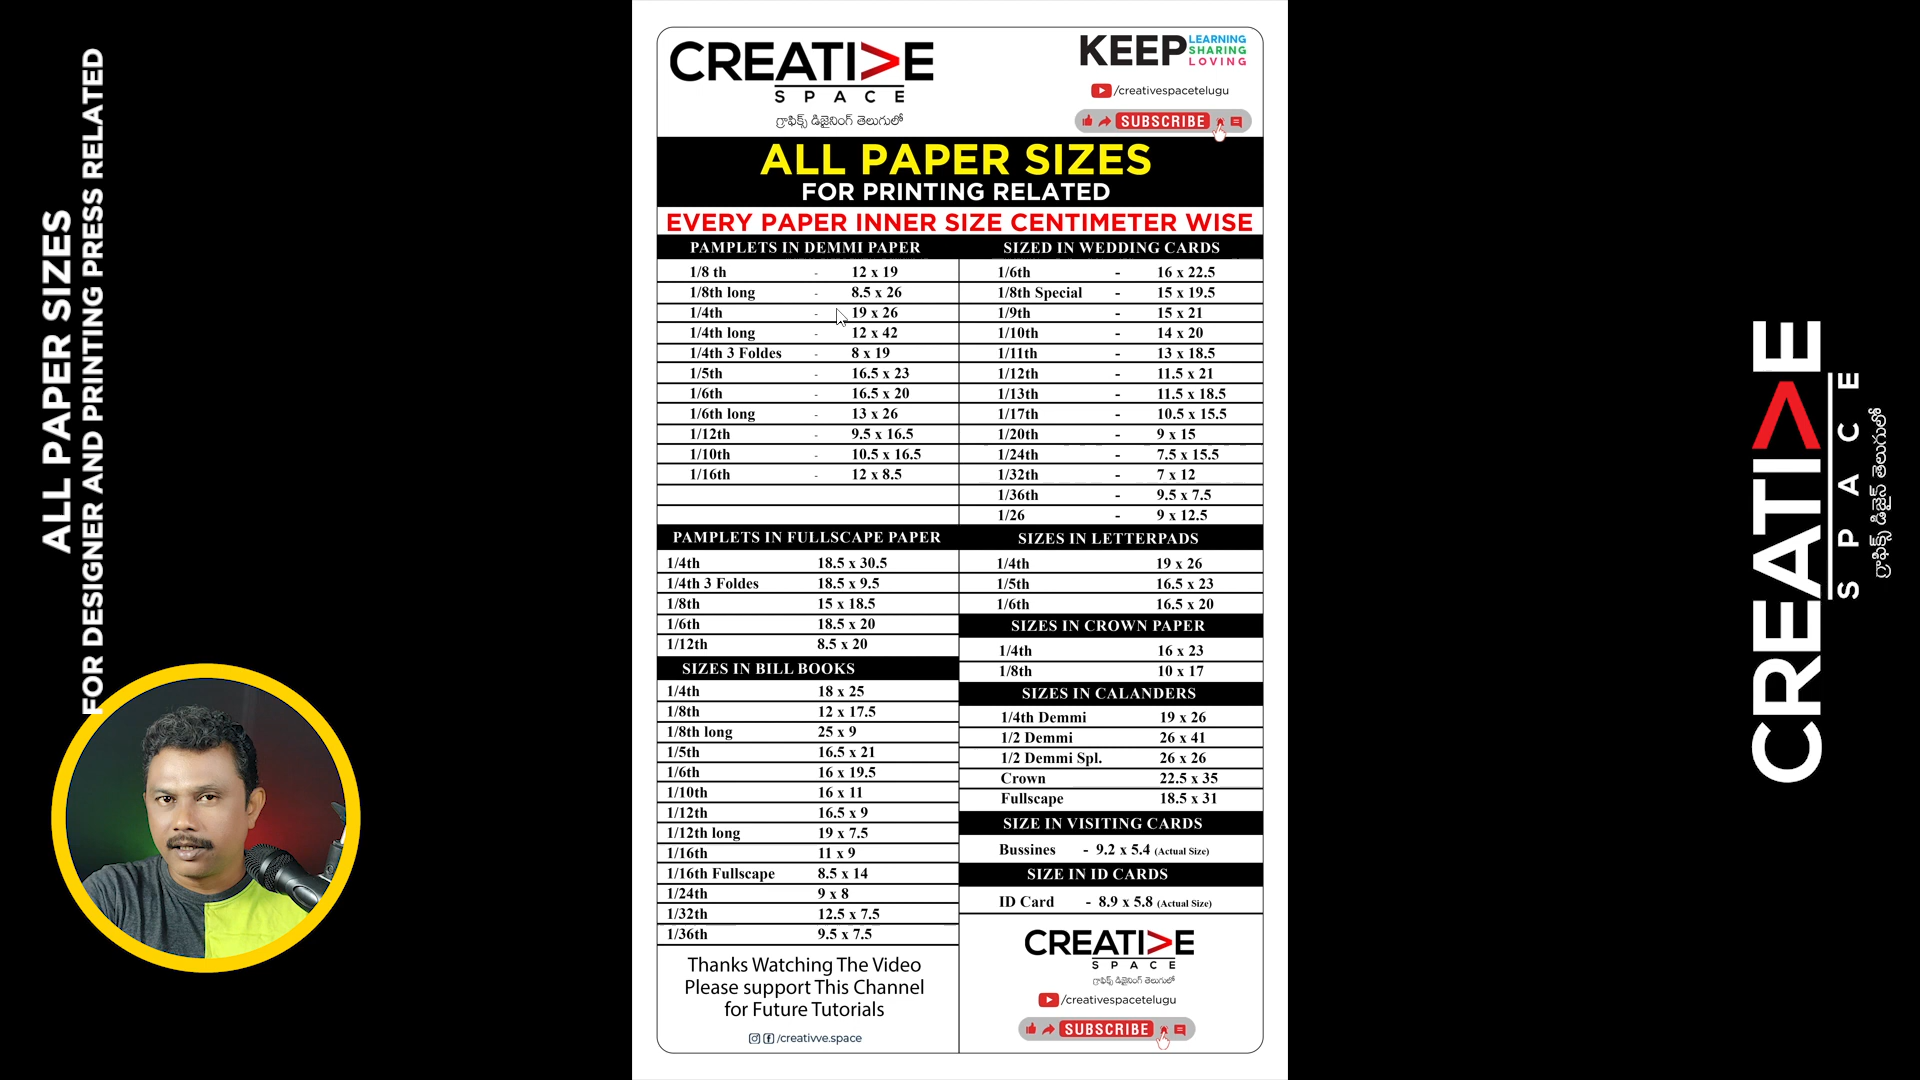 ALL PAPER SIZES
FOR DESIGNER AND PRINTING PRESS RELATED
CREATIVE
SPACE
గ్రాఫిక్స్ డిజైనింగ్ తెలుగులో
KEEP LEARNING SHARING LOVING
/creativespacetelugu
SUBSCRIBE
ALL PAPER SIZES
FOR PRINTING RELATED
EVERY PAPER INNER SIZE CENTIMETER WISE
PAMPLETS IN DEMMI PAPER
1/8 th - 12 x 19
1/8th long - 8.5 x 26
1/4th - 19 x 26
1/4th long - 12 x 42
1/4th 3 Foldes - 8 x 19
1/5th - 16.5 x 23
1/6th - 16.5 x 20
1/6th long - 13 x 26
1/12th - 9.5 x 16.5
1/10th - 10.5 x 16.5
1/16th - 12 x 8.5
PAMPLETS IN FULLSCAPE PAPER
1/4th 18.5 x 30.5
1/4th 3 Foldes 18.5 x 9.5
1/8th 15 x 18.5
1/6th 18.5 x 20
1/12th 8.5 x 20
SIZES IN BILL BOOKS
1/4th 18 x 25
1/8th 12 x 17.5
1/8th long 25 x 9
1/5th 16.5 x 21
1/6th 16 x 19.5
1/10th 16 x 11
1/12th 16.5 x 9
1/12th long 19 x 7.5
1/16th 11 x 9
1/16th Fullscape 8.5 x 14
1/24th 9 x 8
1/32th 12.5 x 7.5
1/36th 9.5 x 7.5
Thanks Watching The Video
Please support This Channel
for Future Tutorials
/creativve.space
SIZED IN WEDDING CARDS
1/6th - 16 x 22.5
1/8th Special - 15 x 19.5
1/9th - 15 x 21
1/10th - 14 x 20
1/11th - 13 x 18.5
1/12th - 11.5 x 21
1/13th - 11.5 x 18.5
1/17th - 10.5 x 15.5
1/20th - 9 x 15
1/24th - 7.5 x 15.5
1/32th - 7 x 12
1/36th - 9.5 x 7.5
1/26 - 9 x 12.5
SIZES IN LETTERPADS
1/4th 19 x 26
1/5th 16.5 x 23
1/6th 16.5 x 20
SIZES IN CROWN PAPER
1/4th 16 x 23
1/8th 10 x 17
SIZES IN CALANDERS
1/4th Demmi 19 x 26
1/2 Demmi 26 x 41
1/2 Demmi Spl. 26 x 26
Crown 22.5 x 35
Fullscape 18.5 x 31
SIZE IN VISITING CARDS
Bussines - 9.2 x 5.4 (Actual Size)
SIZE IN ID CARDS
ID Card - 8.9 x 5.8 (Actual Size)
CREATIVE
SPACE
గ్రాఫిక్స్ డిజైనింగ్ తెలుగులో
/creativespacetelugu
SUBSCRIBE
CREATIVE
SPACE
గ్రాఫిక్స్ డిజైన్ తెలుగులో